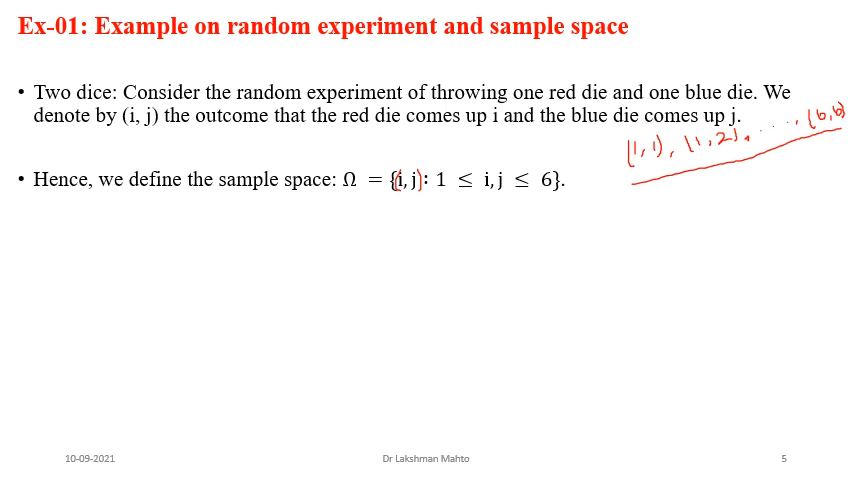 Ex-01: Example on random experiment and sample space
• Two dice: Consider the random experiment of throwing one red die and one blue die. We
denote by (i, j) the outcome that the red die comes up i and the blue die comes up j.
(1,1), (1,2), ...., (6,6)
• Hence, we define the sample space: Ω = {(i, j): 1 ≤ i, j ≤ 6}.
10-09-2021
Dr Lakshman Mahto
5